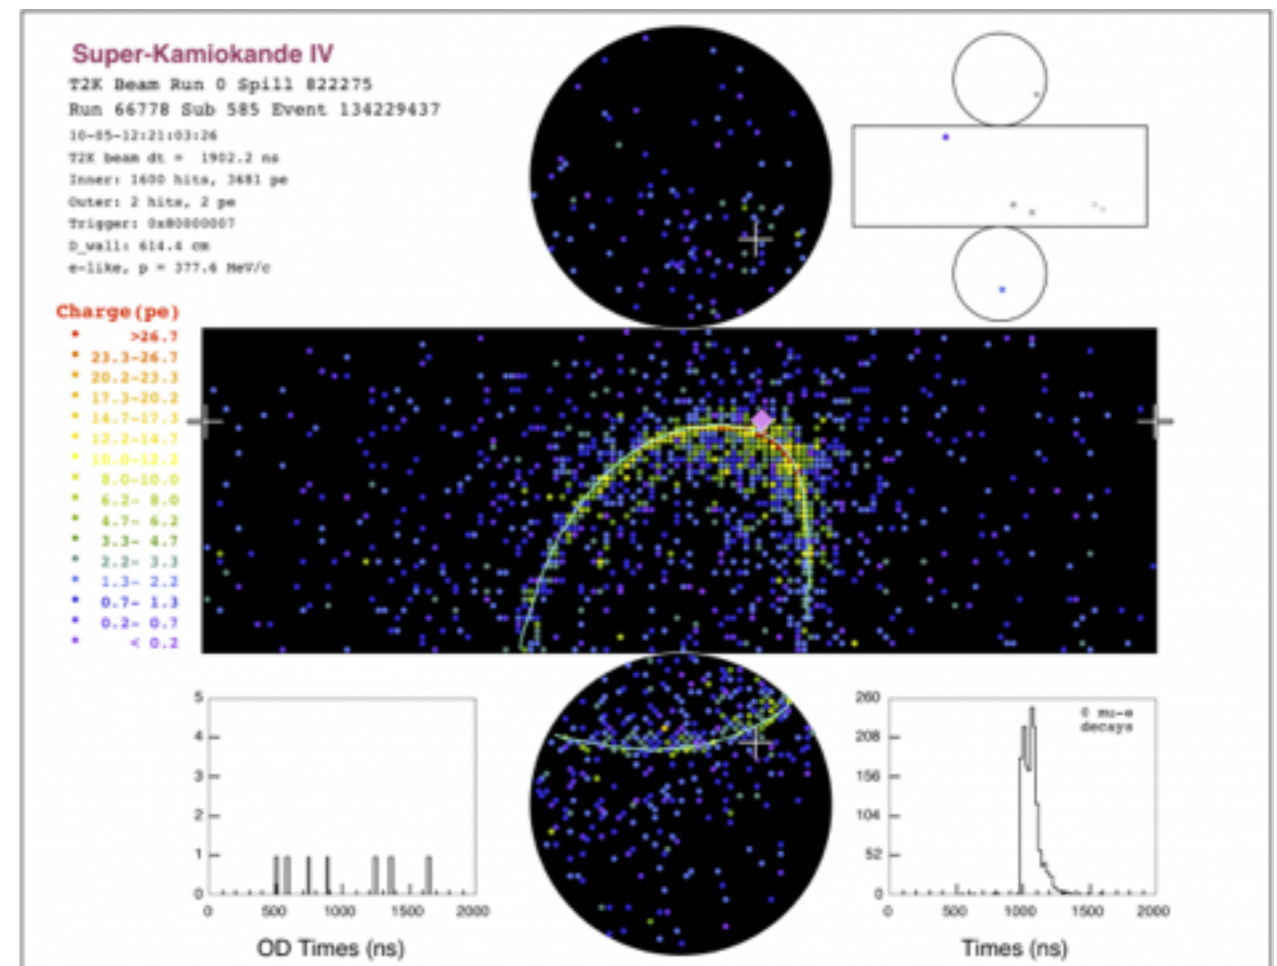 Super-Kamiokande IV
T2K Beam Run 0 Spill 822275
Run 66778 Sub 585 Event 134229437
10-05-12:21:03:26
T2K beam dt = 1902.2 ns
Inner: 1600 hits, 3681 pe
Outer: 2 hits, 2 pe
Trigger: 0x80000007
D_wall: 614.4 cm
e-like, p = 377.6 MeV/c
Charge(pe)
>26.7
23.3-26.7
20.2-23.3
17.3-20.2
14.7-17.3
12.2-14.7
10.0-12.2
8.0-10.0
6.2- 8.0
4.7- 6.2
3.3- 4.7
2.2- 3.3
1.3- 2.2
0.7- 1.3
0.2- 0.7
< 0.2
5
4
3
2
1
0
0 500 1000 1500 2000
OD Times (ns)
260
208
156
104
52
0
0 mu-e
decays
0 500 1000 1500 2000
Times (ns)